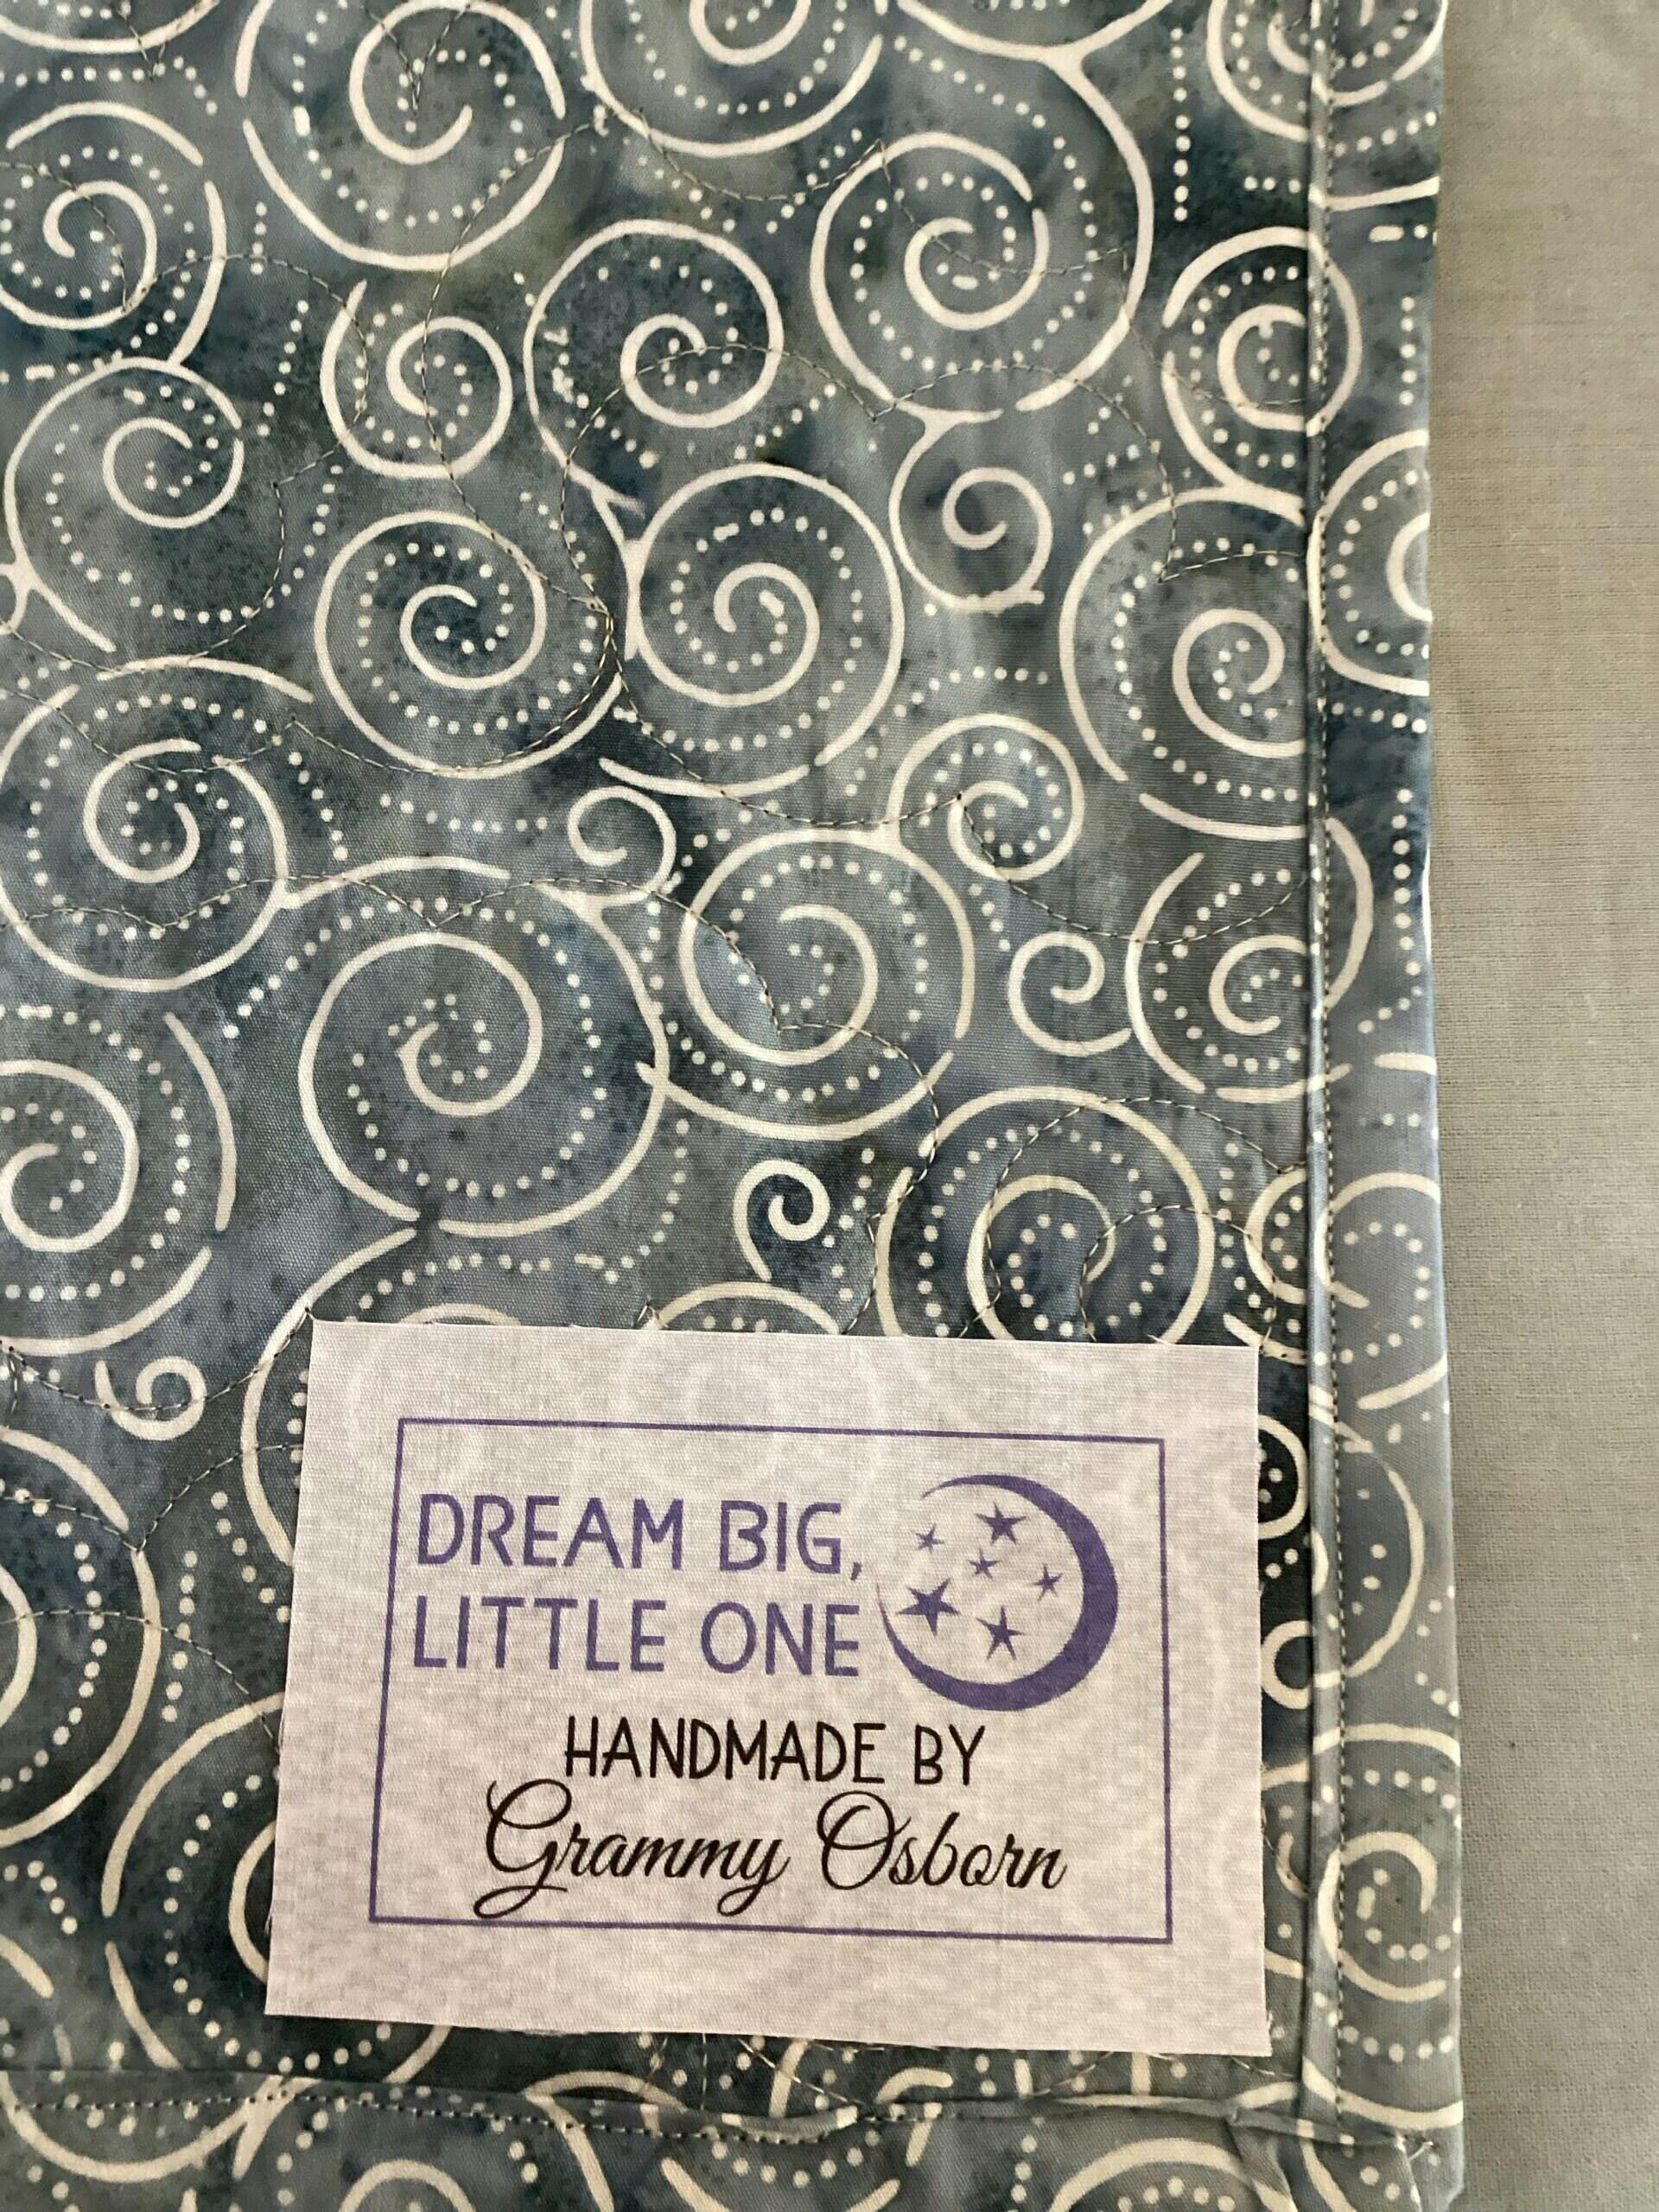 DREAM BIG,
LITTLE ONE
HANDMADE BY
Grammy Osborn